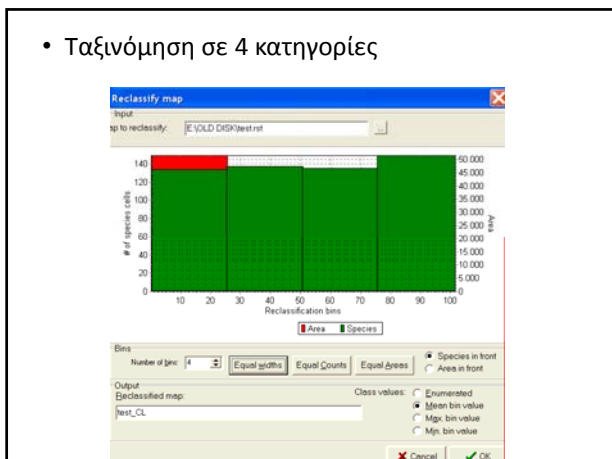 • Ταξινόμηση σε 4 κατηγορίες
Reclassify map
Input
ap to reclassify: E:\OLD DISK\test.rst ...
# of species cells
140
120
100
80
60
40
20
0
50.000
45.000
40.000
35.000
30.000
25.000
20.000
15.000
10.000
5.000
0
Area
10 20 30 40 50 60 70 80 90 100
Reclassification bins
Area Species
Bins
Number of bins: 4 Equal widths Equal Counts Equal Areas
Species in front
Area in front
Output
Reclassified map:
test_CL
Class values:
Enumerated
Mean bin value
Max. bin value
Min. bin value
Cancel OK